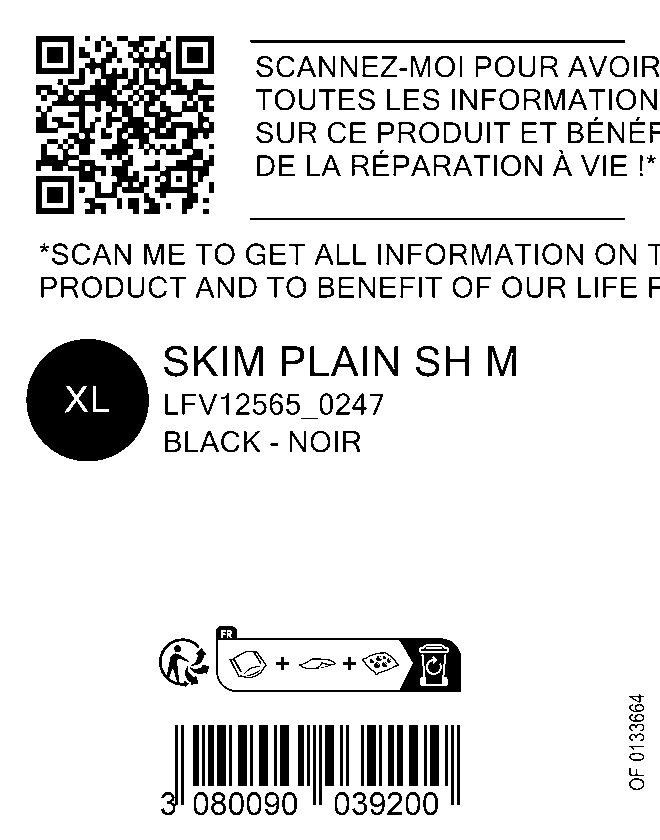 SCANNEZ-MOI POUR AVOIR
TOUTES LES INFORMATION
SUR CE PRODUIT ET BÉNÉF
DE LA RÉPARATION À VIE !*
*SCAN ME TO GET ALL INFORMATION ON T
PRODUCT AND TO BENEFIT OF OUR LIFE
XL
SKIM PLAIN SH M
LFV12565_0247
BLACK - NOIR
FR
3 080090 039200
OF 0133664